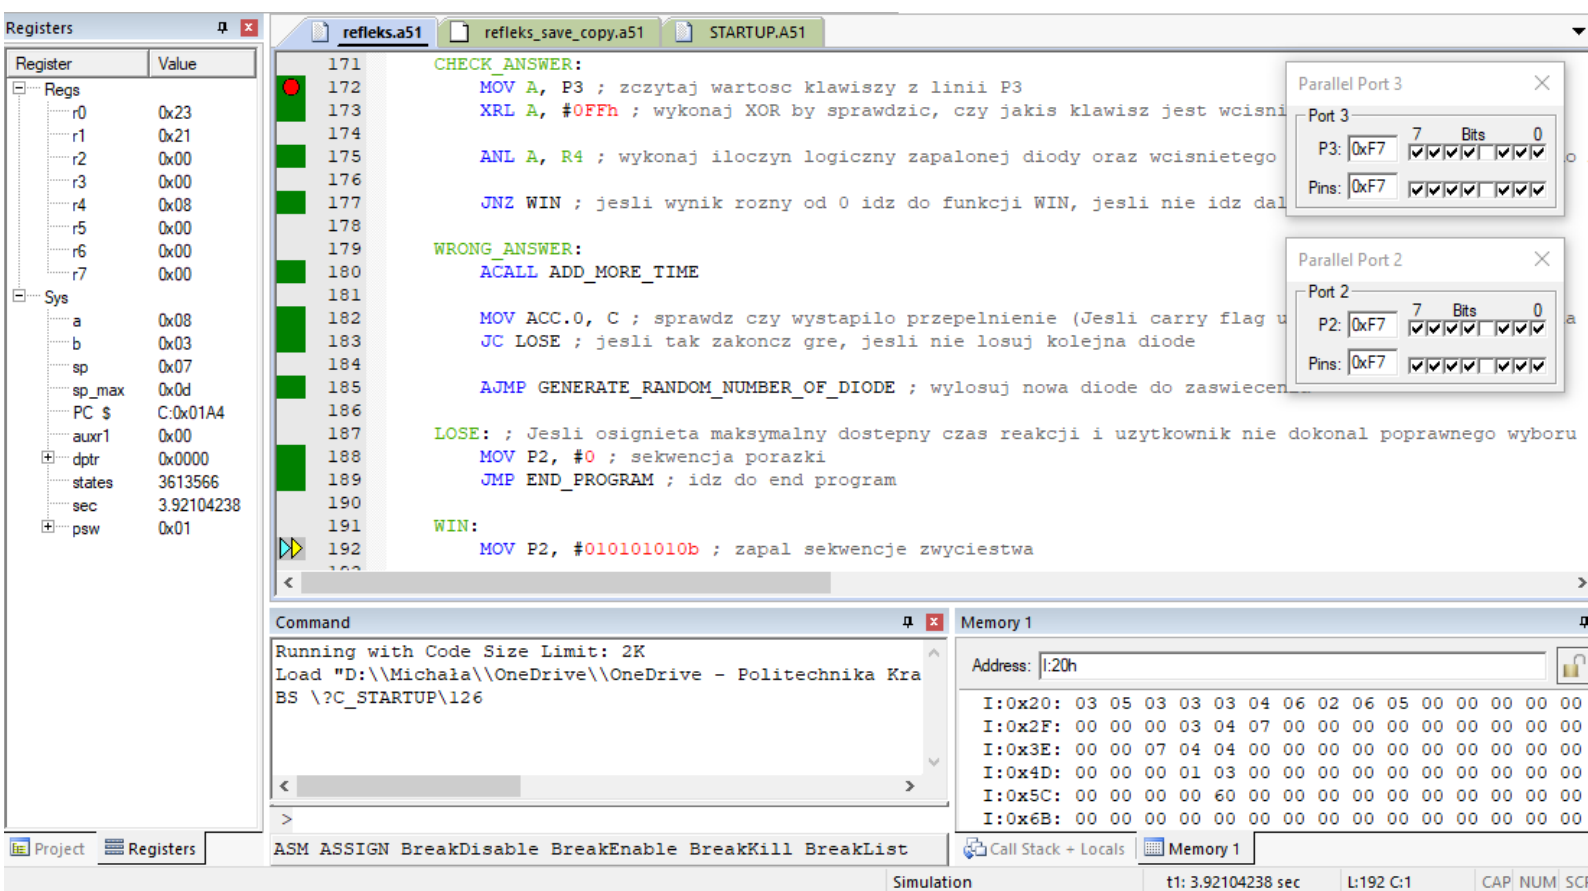 Registers
Register Value
Regs
r0 0x23
r1 0x21
r2 0x00
r3 0x00
r4 0x08
r5 0x00
r6 0x00
r7 0x00
Sys
a 0x08
b 0x03
sp 0x07
sp_max 0x0d
PC $ C:0x01A4
auxr1 0x00
dptr 0x0000
states 3613566
sec 3.92104238
psw 0x01
Project Registers
refleks.a51 refleks_save_copy.a51 STARTUP.A51
171 CHECK_ANSWER:
172 MOV A, P3 ; zczytaj wartosc klawiszy z linii P3
173 XRL A, #0FFh ; wykonaj XOR by sprawdzic, czy jakis klawisz jest wcisni
174
175 ANL A, R4 ; wykonaj iloczyn logiczny zapalonej diody oraz wcisnietego
176
177 JNZ WIN ; jesli wynik rozny od 0 idz do funkcji WIN, jesli nie idz dal
178
179 WRONG_ANSWER:
180 ACALL ADD_MORE_TIME
181
182 MOV ACC.0, C ; sprawdz czy wystapilo przepelnienie (Jesli carry flag u
183 JC LOSE ; jesli tak zakoncz gre, jesli nie losuj kolejna diode
184
185 AJMP GENERATE_RANDOM_NUMBER_OF_DIODE ; wylosuj nowa diode do zaswiecenia
186
187 LOSE: ; Jesli osignieta maksymalny dostepny czas reakcji i uzytkownik nie dokonal poprawnego wyboru
188 MOV P2, #0 ; sekwencja porazki
189 JMP END_PROGRAM ; idz do end program
190
191 WIN:
192 MOV P2, #010101010b ; zapal sekwencje zwyciestwa
Parallel Port 3
Port 3
7 Bits 0
P3: 0xF7
Pins: 0xF7
Parallel Port 2
Port 2
7 Bits 0
P2: 0xF7
Pins: 0xF7
Command
Running with Code Size Limit: 2K
Load "D:\\Michała\\OneDrive\\OneDrive - Politechnika Kra
BS \?C_STARTUP\126
>
ASM ASSIGN BreakDisable BreakEnable BreakKill BreakList
Memory 1
Address: I:20h
I:0x20: 03 05 03 03 03 04 06 02 06 05 00 00 00 00 00
I:0x2F: 00 00 00 03 04 07 00 00 00 00 00 00 00 00 00
I:0x3E: 00 00 07 04 04 00 00 00 00 00 00 00 00 00 00
I:0x4D: 00 00 00 01 03 00 00 00 00 00 00 00 00 00 00
I:0x5C: 00 00 00 00 60 00 00 00 00 00 00 00 00 00 00
I:0x6B: 00 00 00 00 00 00 00 00 00 00 00 00 00 00 00
Call Stack + Locals Memory 1
Simulation t1: 3.92104238 sec L:192 C:1 CAP NUM SCR